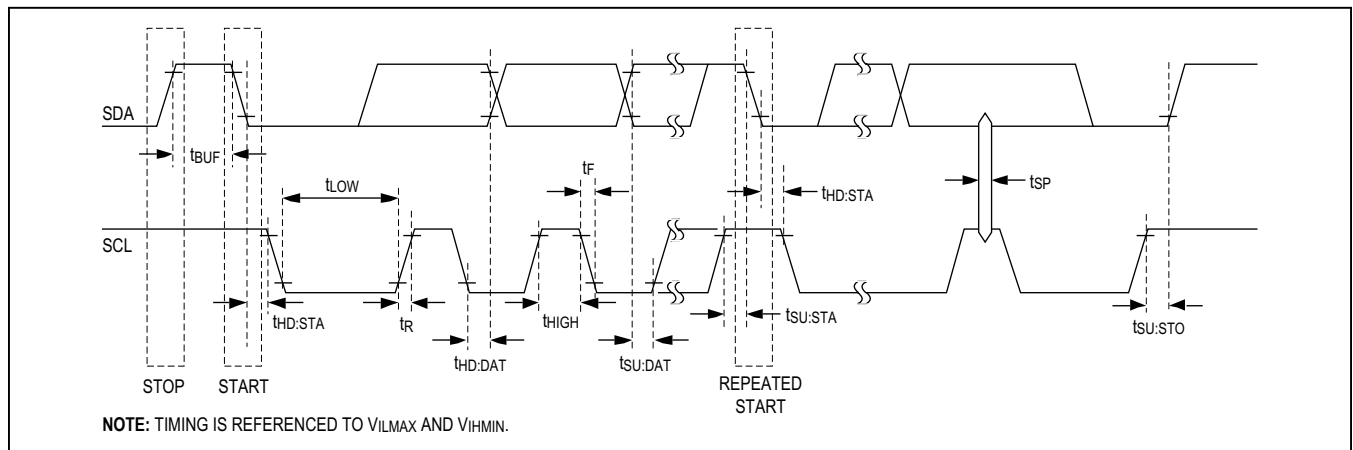 SDA
tBUF
tLOW
tF
tHD:STA
tSP
SCL
tHD:STA
tR
tHD:DAT
tHIGH
tSU:DAT
tSU:STA
tSU:STO
STOP
START
REPEATED
START
NOTE: TIMING IS REFERENCED TO VILMAX AND VIHMIN.